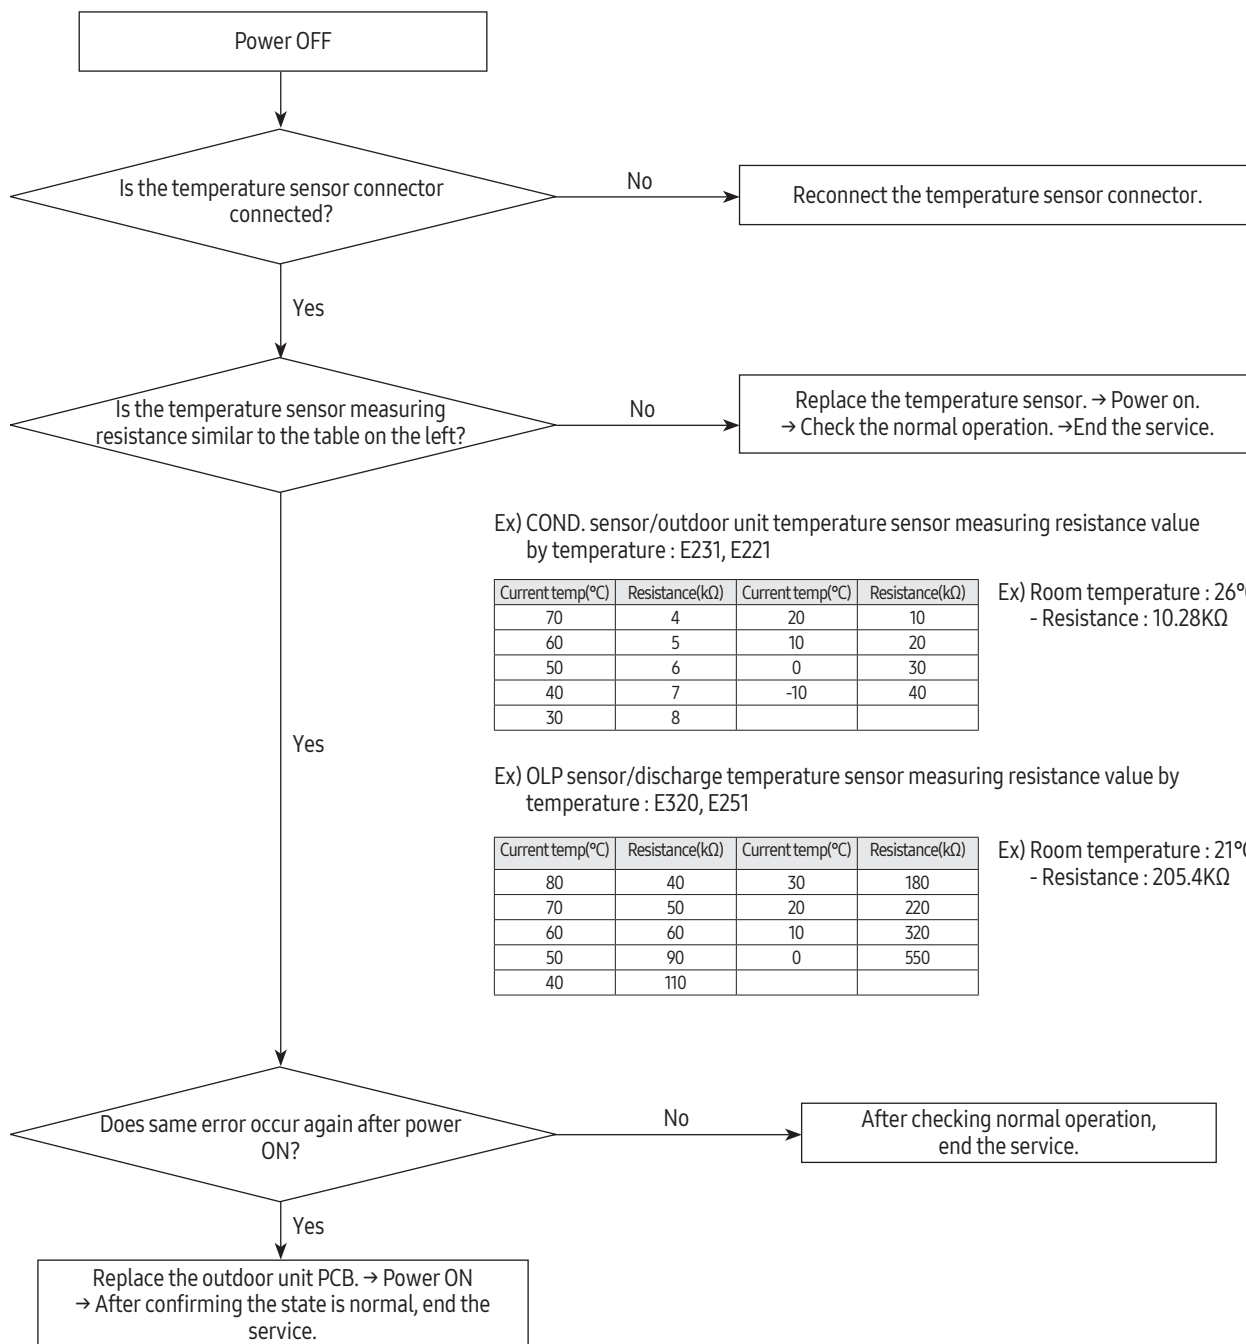 Power OFF
Is the temperature sensor connector
connected?
No
Reconnect the temperature sensor connector.
Yes
Is the temperature sensor measuring
resistance similar to the table on the left?
No
Replace the temperature sensor. → Power on.
→ Check the normal operation. →End the service.
Ex) COND. sensor/outdoor unit temperature sensor measuring resistance value
by temperature : E231, E221
Current temp(°C) Resistance(kΩ) Current temp(°C) Resistance(kΩ)
70 4 20 10
60 5 10 20
50 6 0 30
40 7 -10 40
30 8
Ex) Room temperature : 26°
- Resistance : 10.28KΩ
Yes
Ex) OLP sensor/discharge temperature sensor measuring resistance value by
temperature : E320, E251
Current temp(°C) Resistance(kΩ) Current temp(°C) Resistance(kΩ)
80 40 30 180
70 50 20 220
60 60 10 320
50 90 0 550
40 110
Ex) Room temperature : 21°
- Resistance : 205.4KΩ
Does same error occur again after power
ON?
No
After checking normal operation,
end the service.
Yes
Replace the outdoor unit PCB. → Power ON
→ After confirming the state is normal, end the
service.